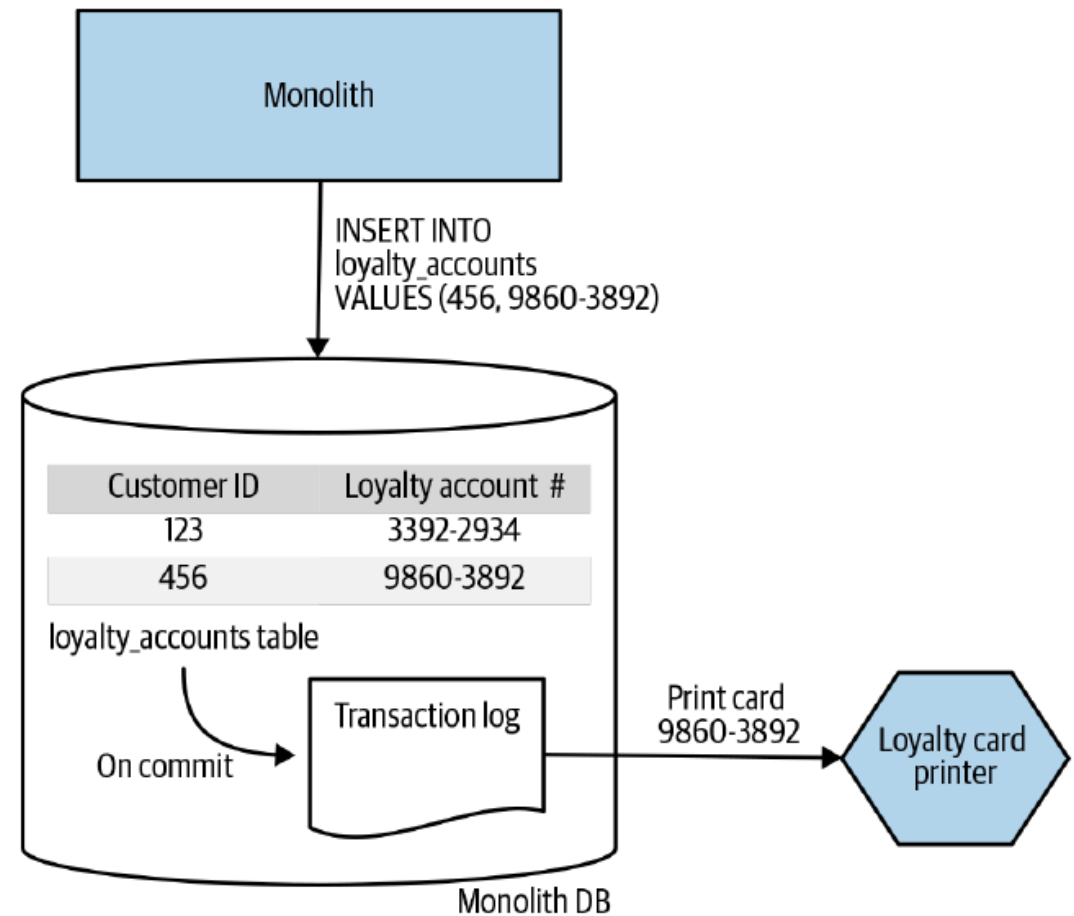 Monolith
INSERT INTO
loyalty_accounts
VALUES (456, 9860-3892)
Customer ID Loyalty account #
123 3392-2934
456 9860-3892
loyalty_accounts table
On commit
Transaction log
Print card
9860-3892
Loyalty card
printer
Monolith DB